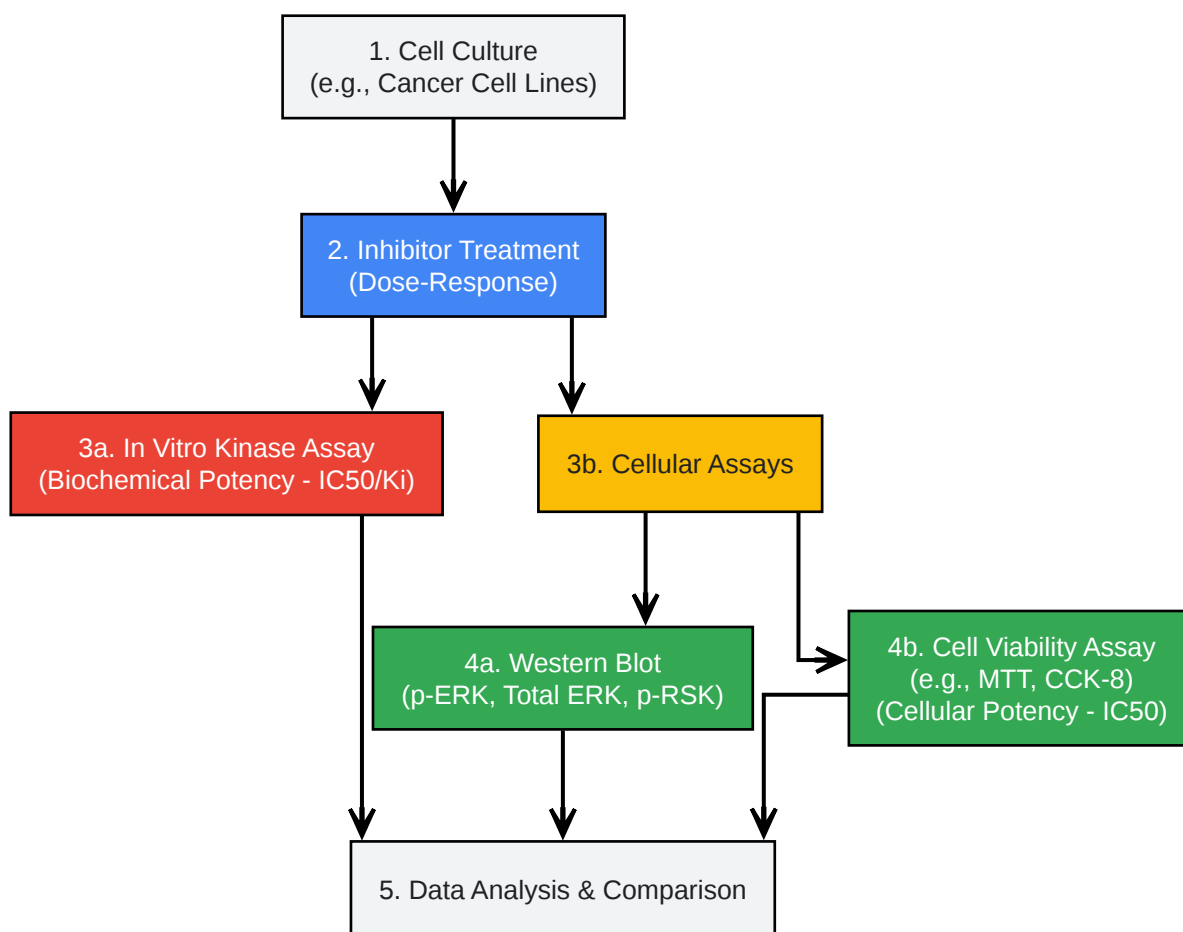 1. Cell Culture
(e.g., Cancer Cell Lines)
2. Inhibitor Treatment
(Dose-Response)
3a. In Vitro Kinase Assay
(Biochemical Potency - IC50/Ki)
3b. Cellular Assays
4a. Western Blot
(p-ERK, Total ERK, p-RSK)
4b. Cell Viability Assay
(e.g., MTT, CCK-8)
(Cellular Potency - IC50)
5. Data Analysis & Comparison